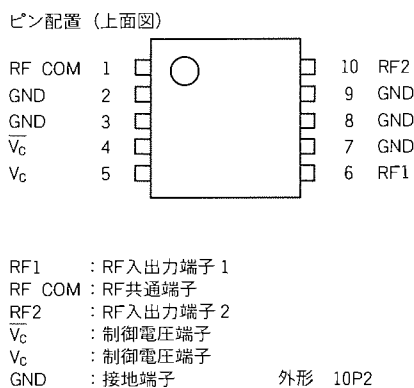 ピン配置 (上面図)
RF COM 1 10 RF2
GND 2 9 GND
GND 3 8 GND
V̅C̅ 4 7 GND
VC 5 6 RF1
RF1 : RF入出力端子 1
RF COM : RF共通端子
RF2 : RF入出力端子 2
V̅C̅ : 制御電圧端子
VC : 制御電圧端子
GND : 接地端子 外形 10P2